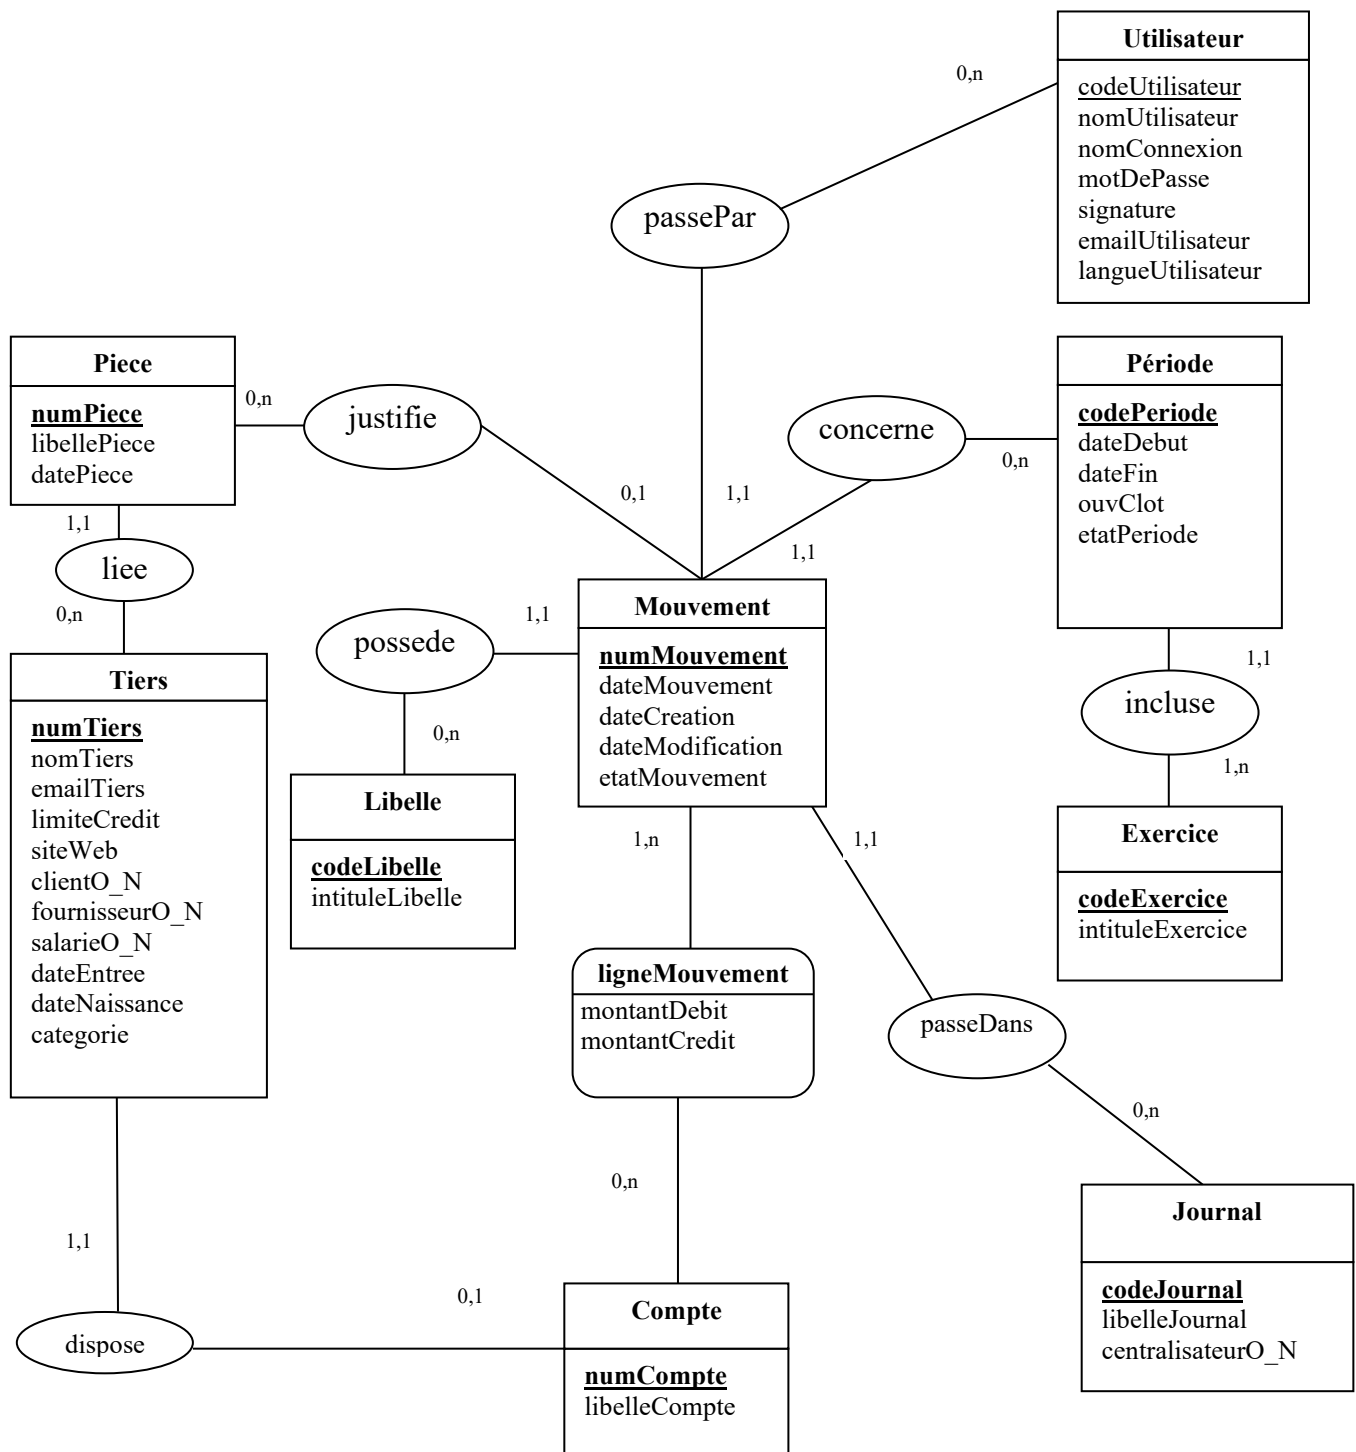 Utilisateur
codeUtilisateur
nomUtilisateur
nomConnexion
motDePasse
signature
emailUtilisateur
langueUtilisateur
0,n
passePar
1,1
Piece
numPiece
libellePiece
datePiece
0,n
justifie
0,1
concerne
0,n
1,1
Période
codePeriode
dateDebut
dateFin
ouvClot
etatPeriode
1,1
liee
0,n
possede
1,1
0,n
Mouvement
numMouvement
dateMouvement
dateCreation
dateModification
etatMouvement
1,1
incluse
1,n
Tiers
numTiers
nomTiers
emailTiers
limiteCredit
siteWeb
clientO_N
fournisseurO_N
salarieO_N
dateEntree
dateNaissance
categorie
Libelle
codeLibelle
intituleLibelle
1,n
1,1
Exercice
codeExercice
intituleExercice
ligneMouvement
montantDebit
montantCredit
passeDans
0,n
0,n
Journal
codeJournal
libelleJournal
centralisateurO_N
1,1
dispose
0,1
Compte
numCompte
libelleCompte